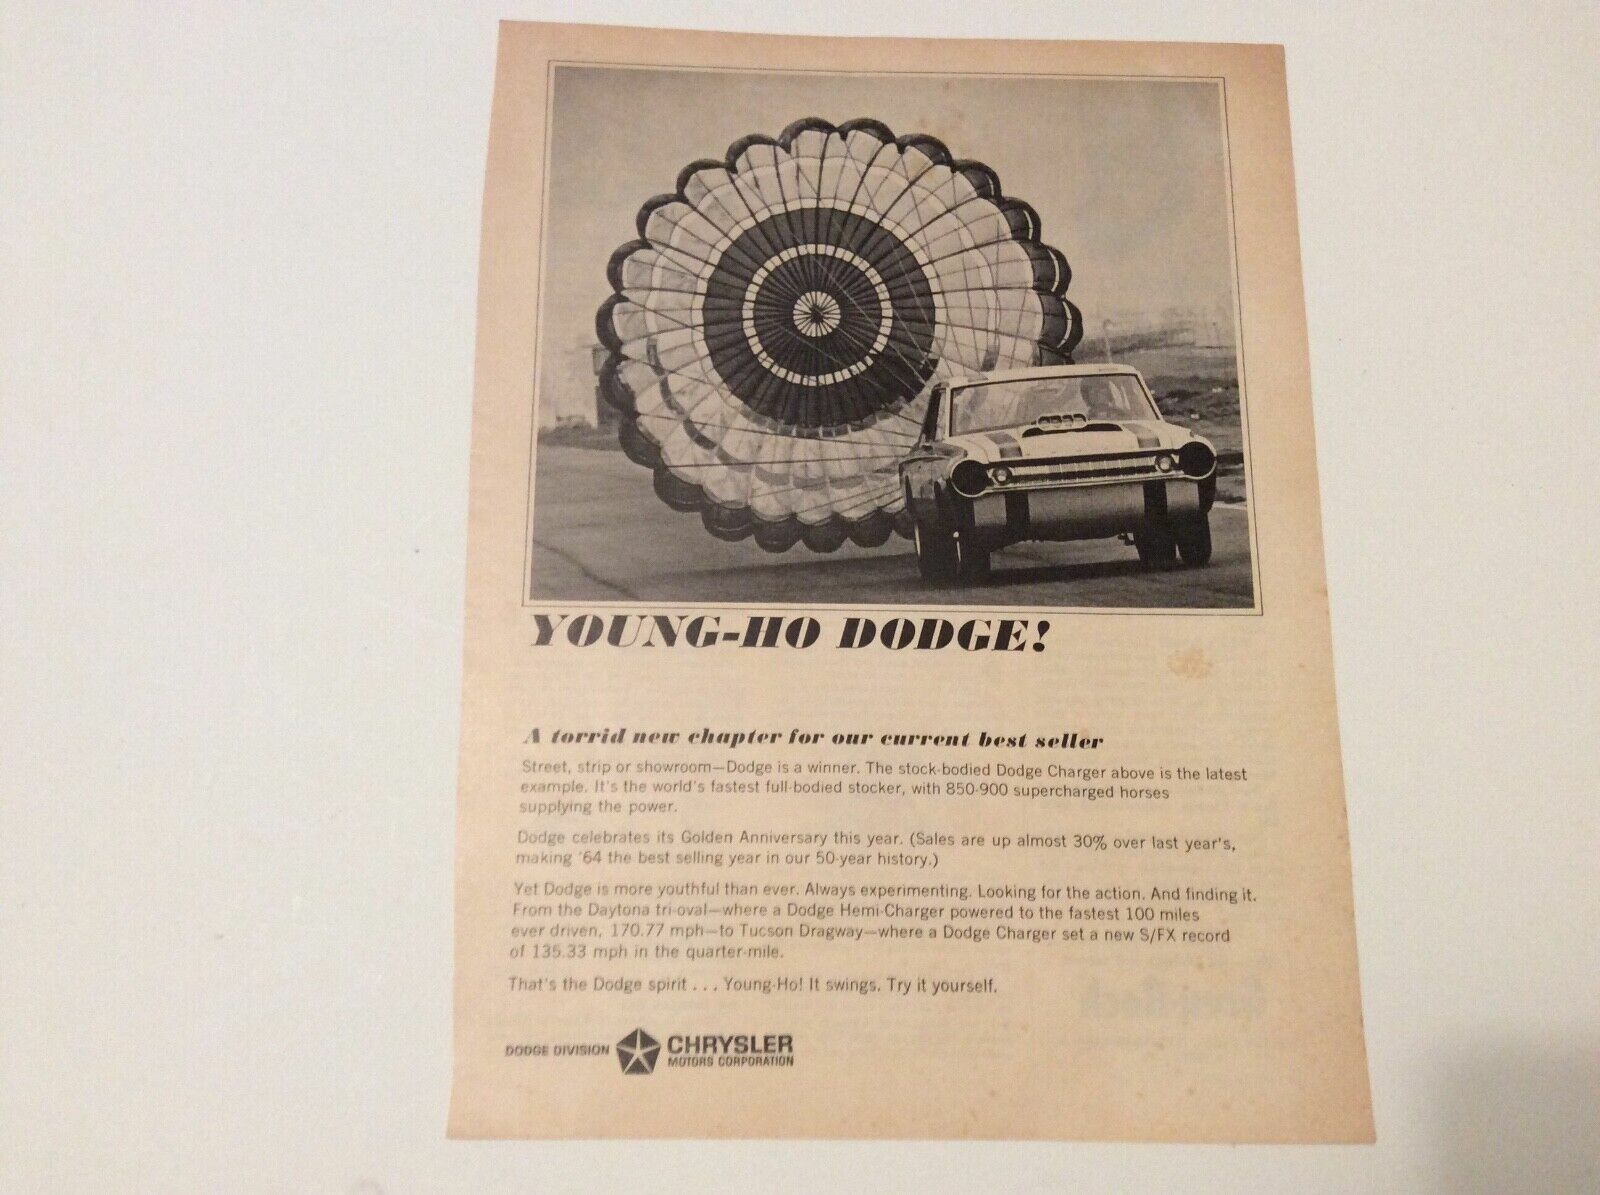 YOUNG-HO DODGE!
A torrid new chapter for our current best seller
Street, strip or showroom—Dodge is a winner. The stock-bodied Dodge Charger above is the latest
example. It's the world's fastest full-bodied stocker, with 850-900 supercharged horses
supplying the power.
Dodge celebrates its Golden Anniversary this year. (Sales are up almost 30% over last year's,
making '64 the best selling year in our 50-year history.)
Yet Dodge is more youthful than ever. Always experimenting. Looking for the action. And finding it.
From the Daytona tri-oval—where a Dodge Hemi-Charger powered to the fastest 100 miles
ever driven, 170.77 mph—to Tucson Dragway—where a Dodge Charger set a new S/FX record
of 135.33 mph in the quarter-mile.
That's the Dodge spirit . . . Young-Ho! It swings. Try it yourself.
DODGE DIVISION CHRYSLER
MOTORS CORPORATION